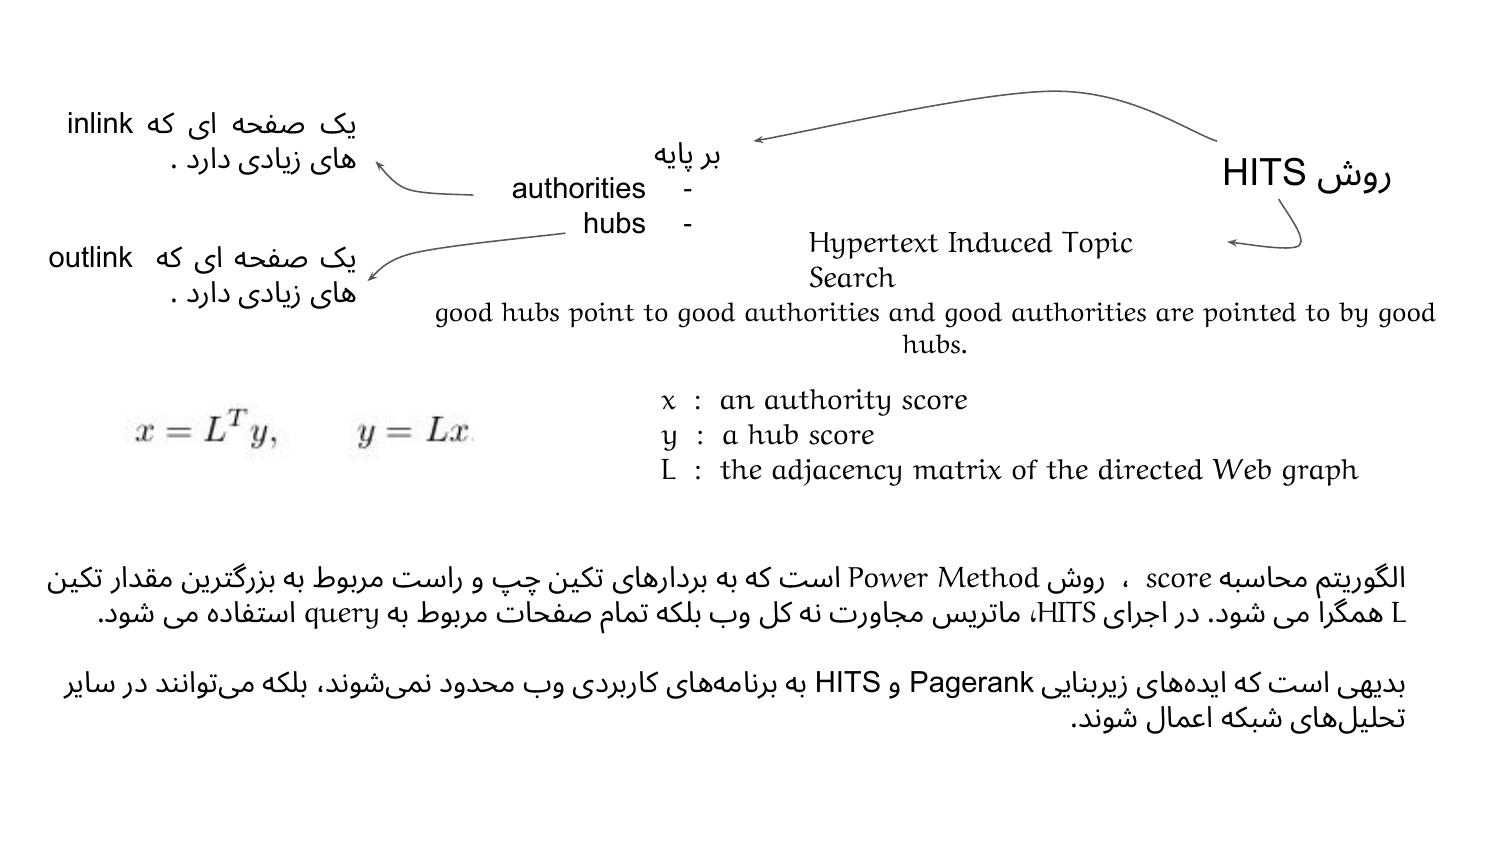 روش HITS
بر پایه
- authorities
- hubs
یک صفحه ای که inlink
های زیادی دارد .
یک صفحه ای که outlink
های زیادی دارد .
Hypertext Induced Topic
Search
good hubs point to good authorities and good authorities are pointed to by good
hubs.
x = L^T y, y = Lx
x : an authority score
y : a hub score
L : the adjacency matrix of the directed Web graph
الگوریتم محاسبه score ، روش Power Method است که به بردارهای تکین چپ و راست مربوط به بزرگترین مقدار تکین
L همگرا می شود. در اجرای HITS، ماتریس مجاورت نه کل وب بلکه تمام صفحات مربوط به query استفاده می شود.
بدیهی است که ایده‌های زیربنایی Pagerank و HITS به برنامه‌های کاربردی وب محدود نمی‌شوند، بلکه می‌توانند در سایر
تحلیل‌های شبکه اعمال شوند.